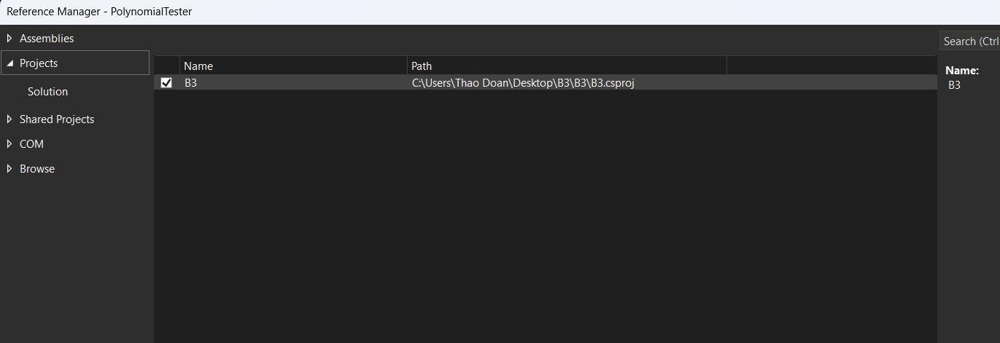 Reference Manager - PolynomialTester
Assemblies
Projects
Solution
Shared Projects
COM
Browse
Name Path
B3 C:\Users\Thao Doan\Desktop\B3\B3\B3.csproj
Search (Ctrl
Name:
B3